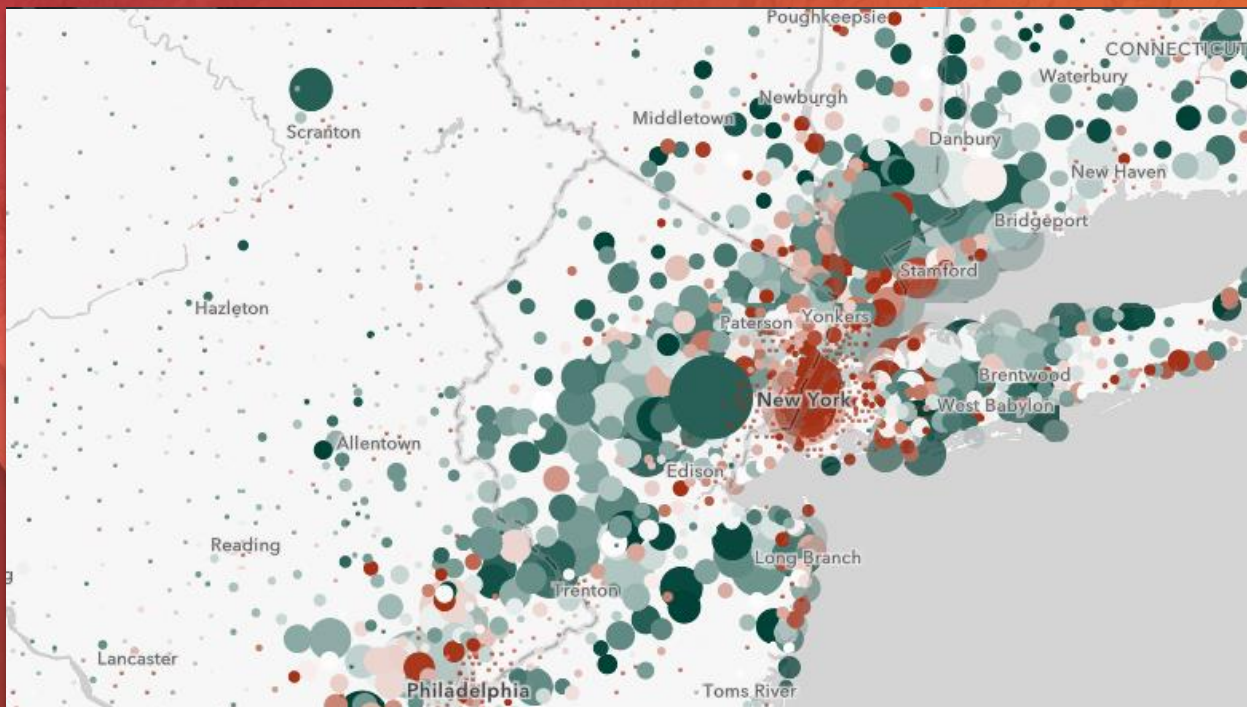 Poughkeepsie
CONNECTICUT
Waterbury
Newburgh
Middletown
Scranton
Danbury
New Haven
Bridgeport
Stamford
Hazleton
Paterson
Yonkers
Brentwood
New York
West Babylon
Allentown
Edison
Reading
Long Branch
Trenton
Lancaster
Philadelphia
Toms River